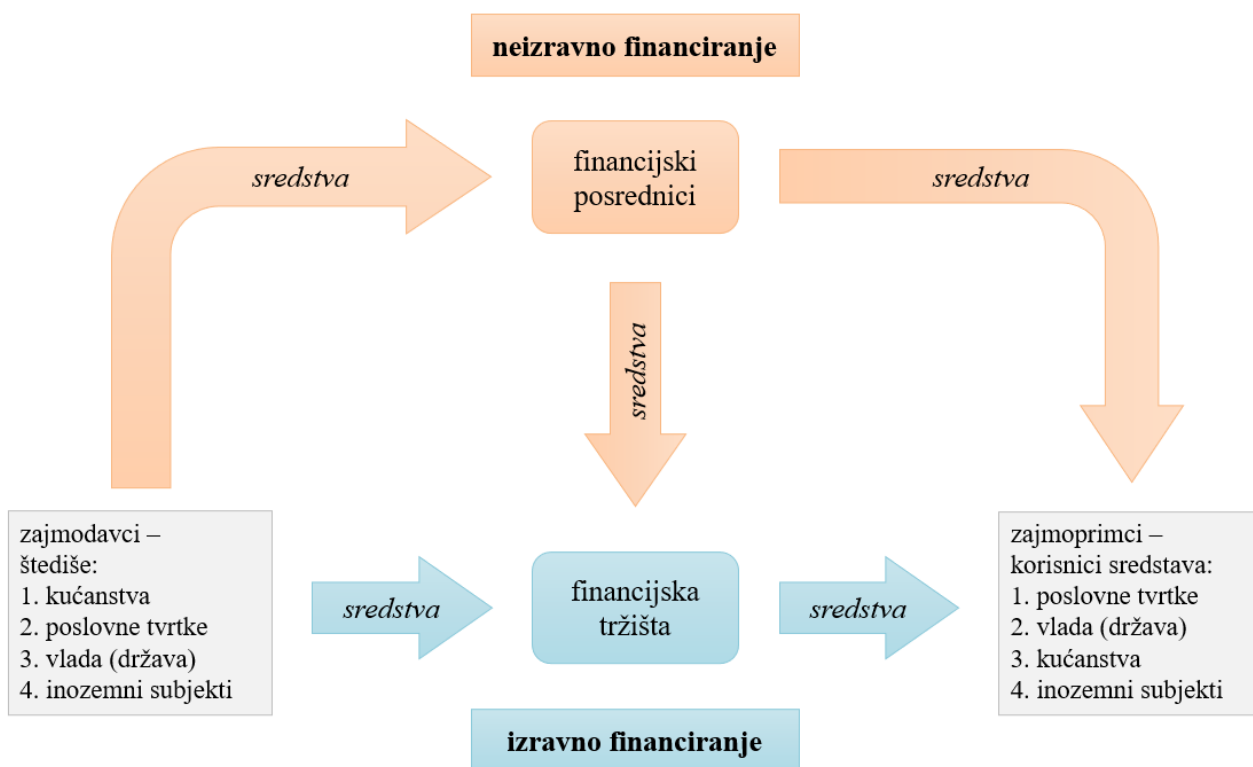 neizravno financiranje
sredstva
financijski
posrednici
sredstva
sredstva
zajmodavci –
štediše:
1. kućanstva
2. poslovne tvrtke
3. vlada (država)
4. inozemni subjekti
sredstva
financijska
tržišta
sredstva
zajmoprimci –
korisnici sredstava:
1. poslovne tvrtke
2. vlada (država)
3. kućanstva
4. inozemni subjekti
izravno financiranje